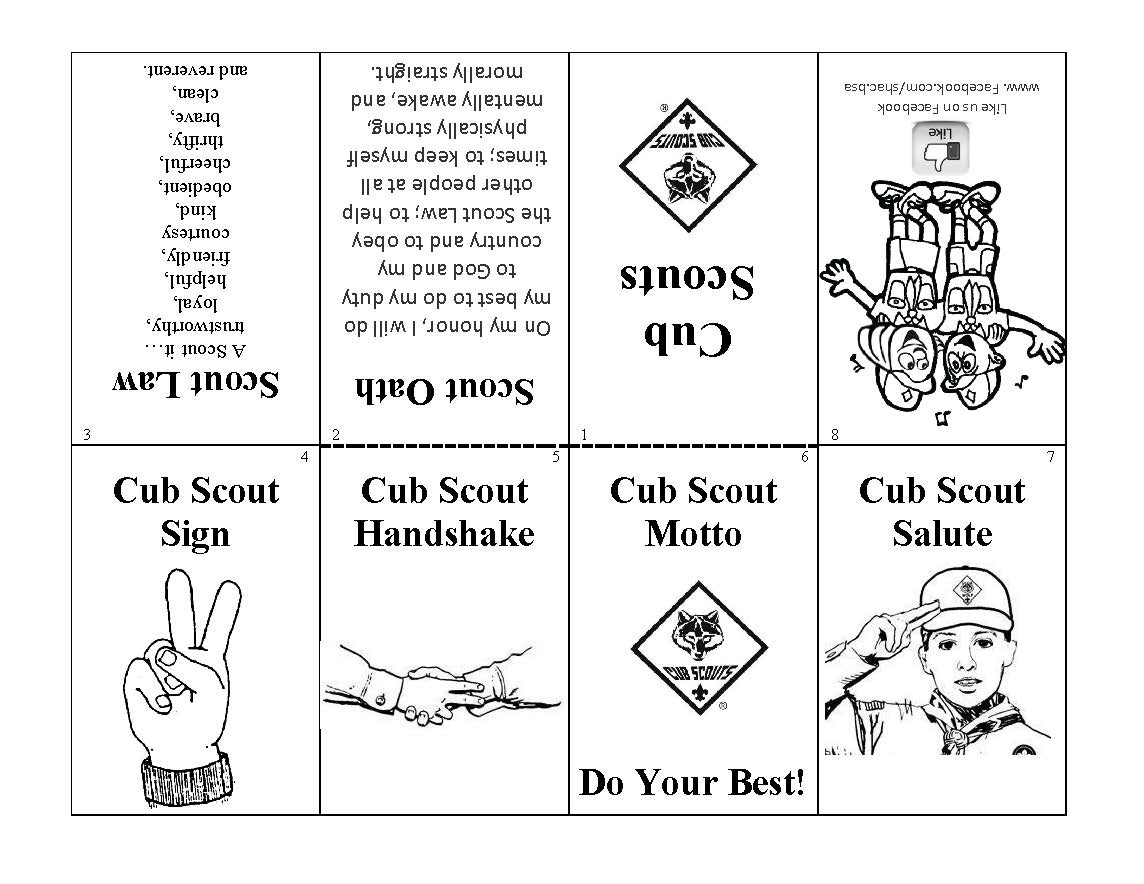 Cub
Scouts
CUB SCOUTS
®
1
Scout Oath
On my honor, I will do
my best to do my duty
to God and my
country and to obey
the Scout Law; to help
other people at all
times; to keep myself
physically strong,
mentally awake, and
morally straight.
2
Scout Law
A Scout it…
trustworthy,
loyal,
helpful,
friendly,
courtesy
kind,
obedient,
cheerful,
thrifty,
brave,
clean,
and reverent.
3
4
Cub Scout
Sign
5
Cub Scout
Handshake
6
Cub Scout
Motto
CUB SCOUTS
®
Do Your Best!
7
Cub Scout
Salute
WOLF
8
Like
Like us on Facebook
www. Facebook.com/shac.bsa